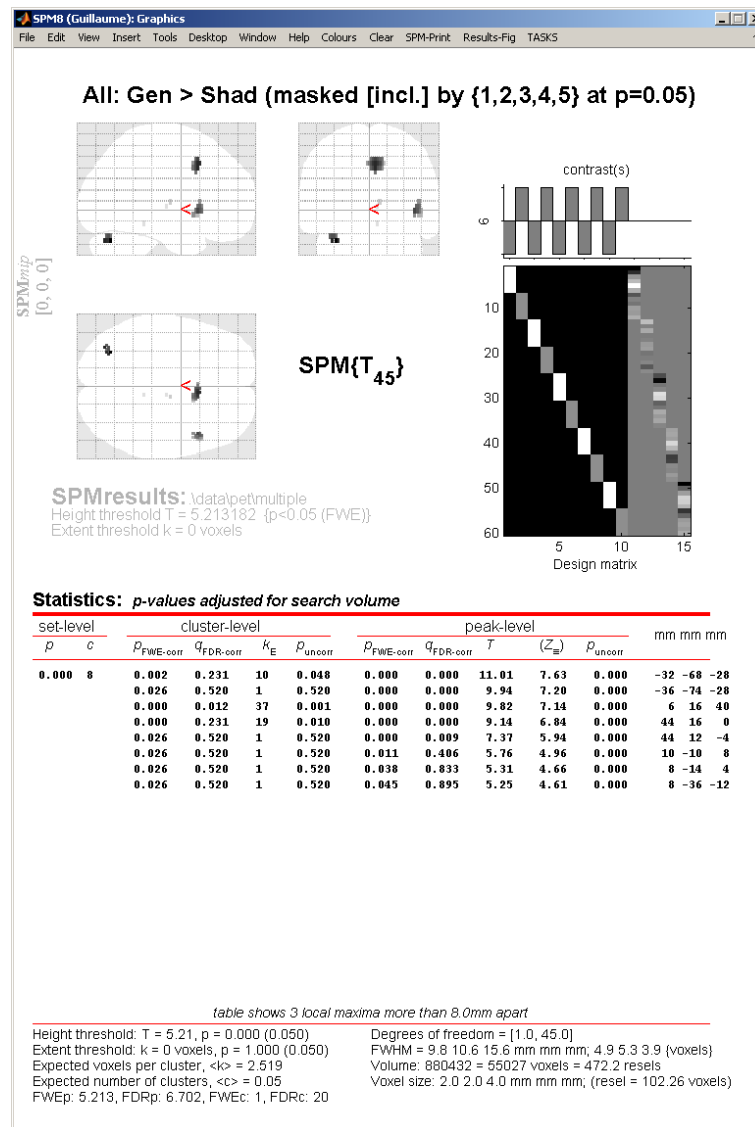 SPM8 (Guillaume): Graphics
File Edit View Insert Tools Desktop Window Help Colours Clear SPM-Print Results-Fig TASKS
All: Gen > Shad (masked [incl.] by {1,2,3,4,5} at p=0.05)
SPMmip
[0, 0, 0]
<
<
<
SPM{T45}
contrast(s)
6
10
20
30
40
50
60
5 10 15
Design matrix
SPMresults: .\data\pet\multiple
Height threshold T = 5.213182 {p<0.05 (FWE)}
Extent threshold k = 0 voxels
Statistics: p-values adjusted for search volume
set-level cluster-level peak-level mm mm mm
p c pFWE-corr qFDR-corr kE puncorr pFWE-corr qFDR-corr T (Z≡) puncorr
0.000 8 0.002 0.231 10 0.048 0.000 0.000 11.01 7.63 0.000 -32 -68 -28
0.026 0.520 1 0.520 0.000 0.000 9.94 7.20 0.000 -36 -74 -28
0.000 0.012 37 0.001 0.000 0.000 9.82 7.14 0.000 6 16 40
0.000 0.231 19 0.010 0.000 0.000 9.14 6.84 0.000 44 16 0
0.026 0.520 1 0.520 0.000 0.009 7.37 5.94 0.000 44 12 -4
0.026 0.520 1 0.520 0.011 0.406 5.76 4.96 0.000 10 -10 8
0.026 0.520 1 0.520 0.038 0.833 5.31 4.66 0.000 8 -14 4
0.026 0.520 1 0.520 0.045 0.895 5.25 4.61 0.000 8 -36 -12
table shows 3 local maxima more than 8.0mm apart
Height threshold: T = 5.21, p = 0.000 (0.050)
Extent threshold: k = 0 voxels, p = 1.000 (0.050)
Expected voxels per cluster, <k> = 2.519
Expected number of clusters, <c> = 0.05
FWEp: 5.213, FDRp: 6.702, FWEc: 1, FDRc: 20
Degrees of freedom = [1.0, 45.0]
FWHM = 9.8 10.6 15.6 mm mm mm; 4.9 5.3 3.9 {voxels}
Volume: 880432 = 55027 voxels = 472.2 resels
Voxel size: 2.0 2.0 4.0 mm mm mm; (resel = 102.26 voxels)